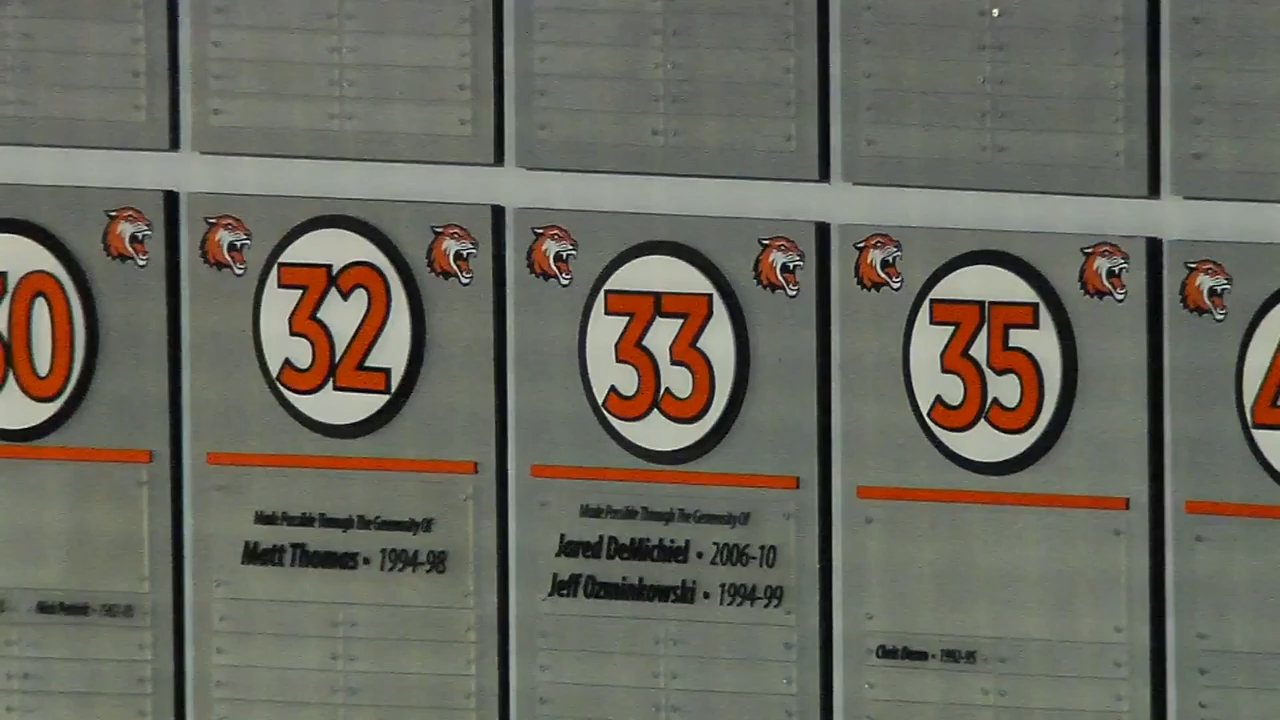 32
33
35
Made Possible Through The Generosity Of
Matt Thomas • 1994-98
Made Possible Through The Generosity Of
Jared DeMichiel • 2006-10
Jeff Ozminkowski • 1994-99